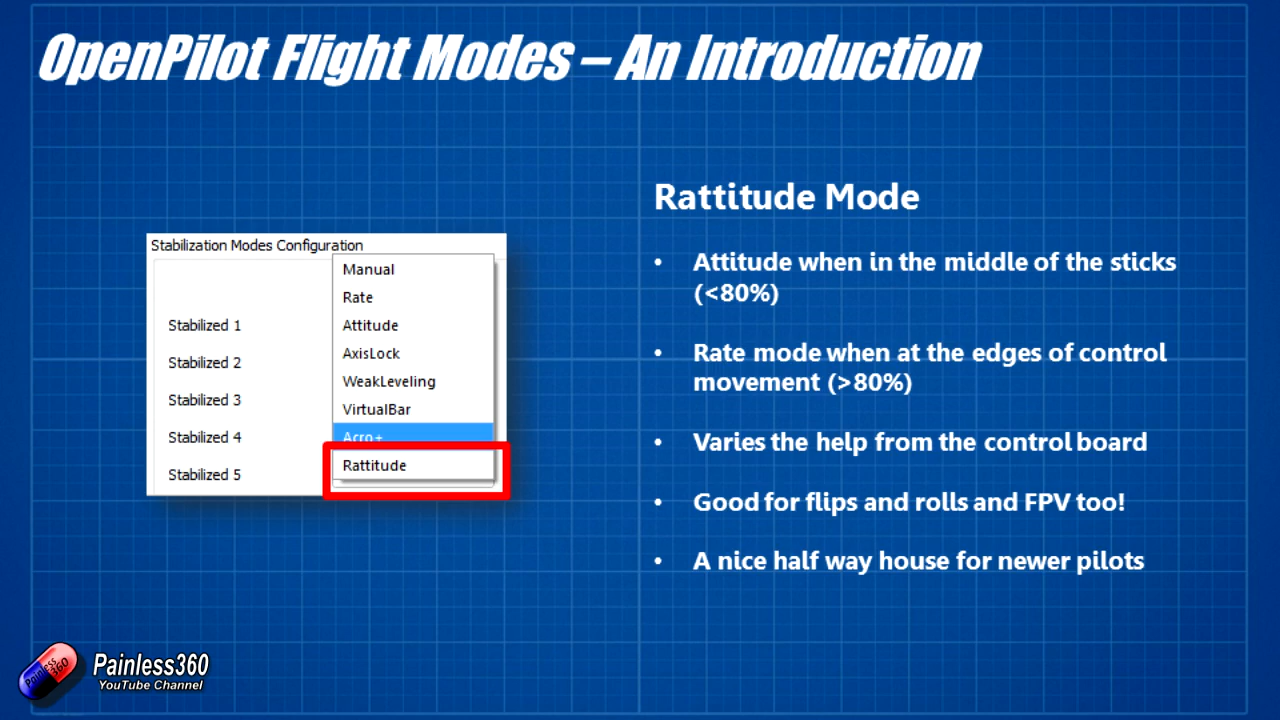 OpenPilot Flight Modes – An Introduction
Stabilization Modes Configuration
Manual
Rate
Stabilized 1
Attitude
AxisLock
Stabilized 2
WeakLeveling
Stabilized 3
VirtualBar
Stabilized 4
Acro+
Stabilized 5
Rattitude
Rattitude Mode
• Attitude when in the middle of the sticks
(<80%)
• Rate mode when at the edges of control
movement (>80%)
• Varies the help from the control board
• Good for flips and rolls and FPV too!
• A nice half way house for newer pilots
Painless
360
Painless360
YouTube Channel